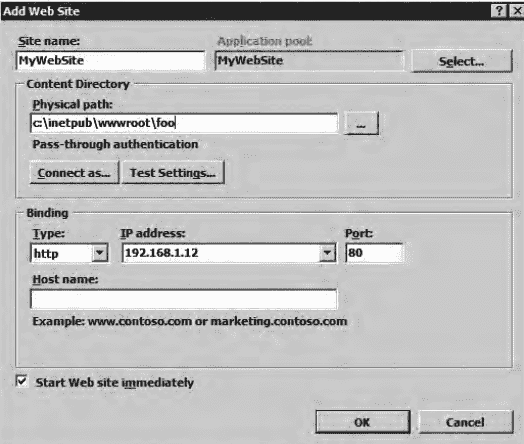 Add Web Site
Site name: Application pool:
MyWebSite MyWebSite Select...
Content Directory
Physical path:
c:\inetpub\wwwroot\foo
...
Pass-through authentication
Connect as... Test Settings...
Binding
Type: IP address: Port:
http 192.168.1.12 80
Host name:
Example: www.contoso.com or marketing.contoso.com
Start Web site immediately
OK Cancel